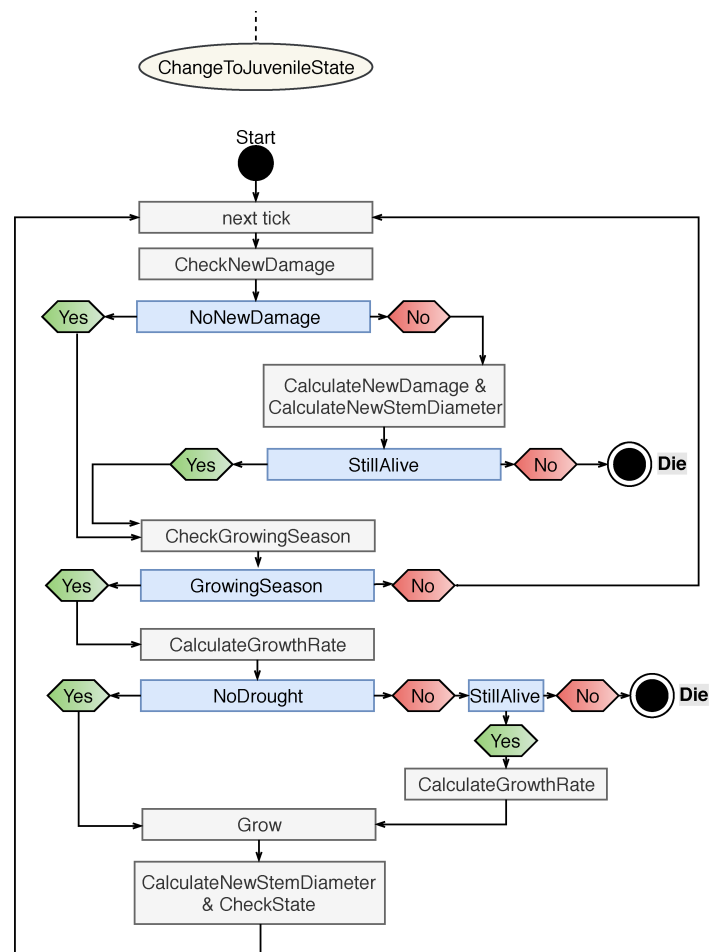 ChangeToJuvenileState
Start
next tick
CheckNewDamage
Yes
NoNewDamage
No
CalculateNewDamage &
CalculateNewStemDiameter
Yes
StillAlive
No
Die
CheckGrowingSeason
Yes
GrowingSeason
No
CalculateGrowthRate
Yes
NoDrought
No
StillAlive
No
Die
Yes
CalculateGrowthRate
Grow
CalculateNewStemDiameter
& CheckState